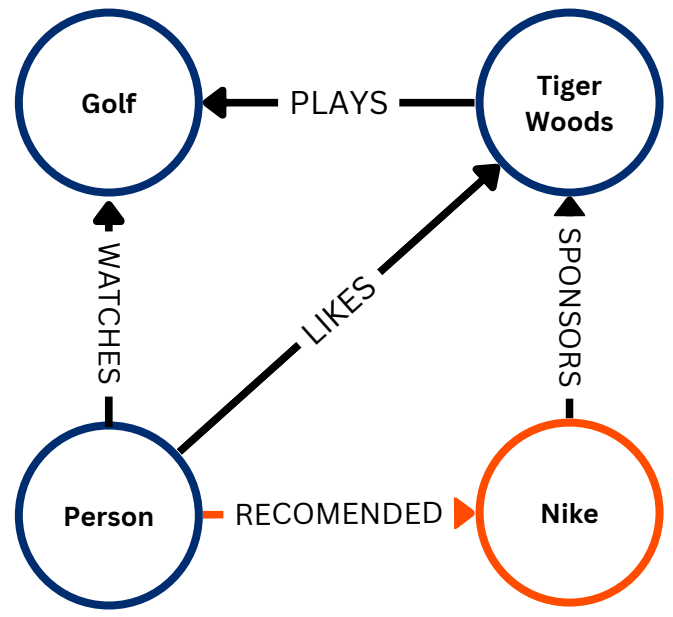 Golf
PLAYS
Tiger
Woods
WATCHES
LIKES
SPONSORS
Person
RECOMENDED
Nike